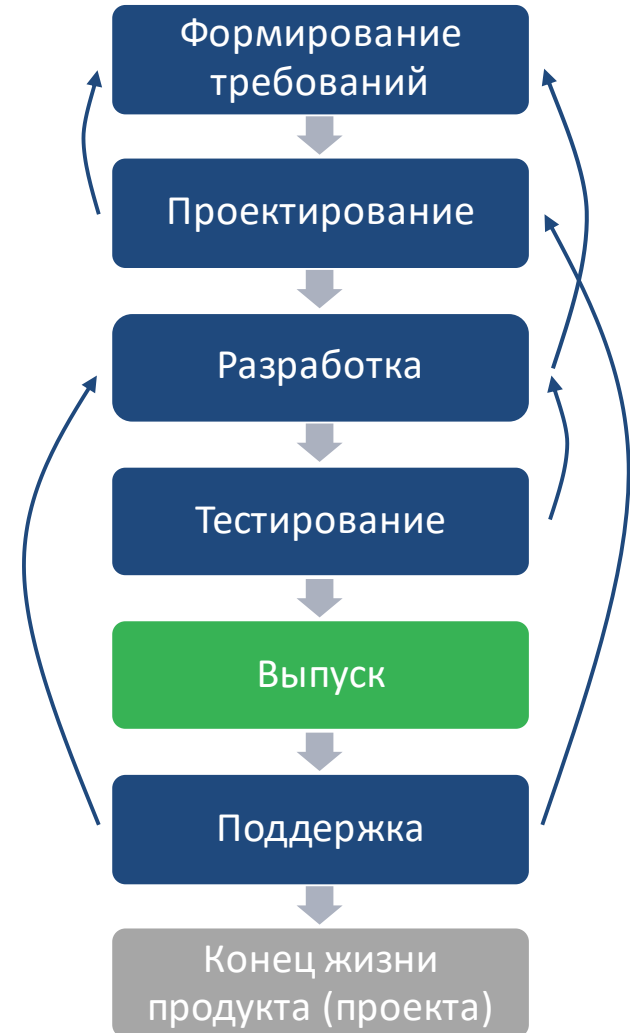 Формирование
требований
Проектирование
Разработка
Тестирование
Выпуск
Поддержка
Конец жизни
продукта (проекта)